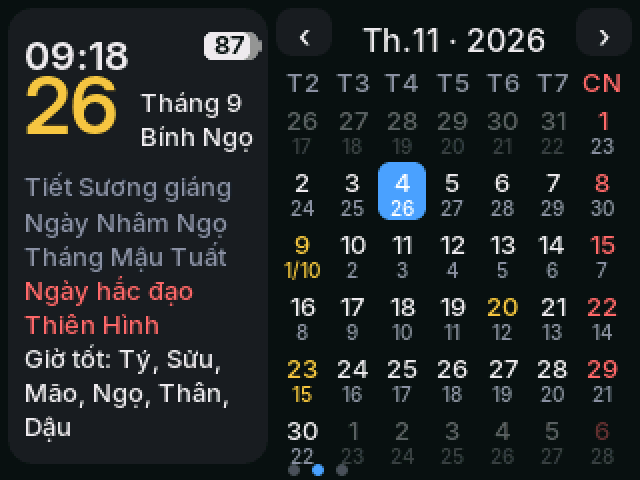 09:18
87
26
Tháng 9
Bính Ngọ
Tiết Sương giáng
Ngày Nhâm Ngọ
Tháng Mậu Tuất
Ngày hắc đạo
Thiên Hình
Giờ tốt: Tý, Sửu,
Mão, Ngọ, Thân,
Dậu
‹ Th.11 · 2026 ›
T2 T3 T4 T5 T6 T7 CN
26 27 28 29 30 31 1
17 18 19 20 21 22 23
2 3 4 5 6 7 8
24 25 26 27 28 29 30
9 10 11 12 13 14 15
1/10 2 3 4 5 6 7
16 17 18 19 20 21 22
8 9 10 11 12 13 14
23 24 25 26 27 28 29
15 16 17 18 19 20 21
30 1 2 3 4 5 6
22 23 24 25 26 27 28